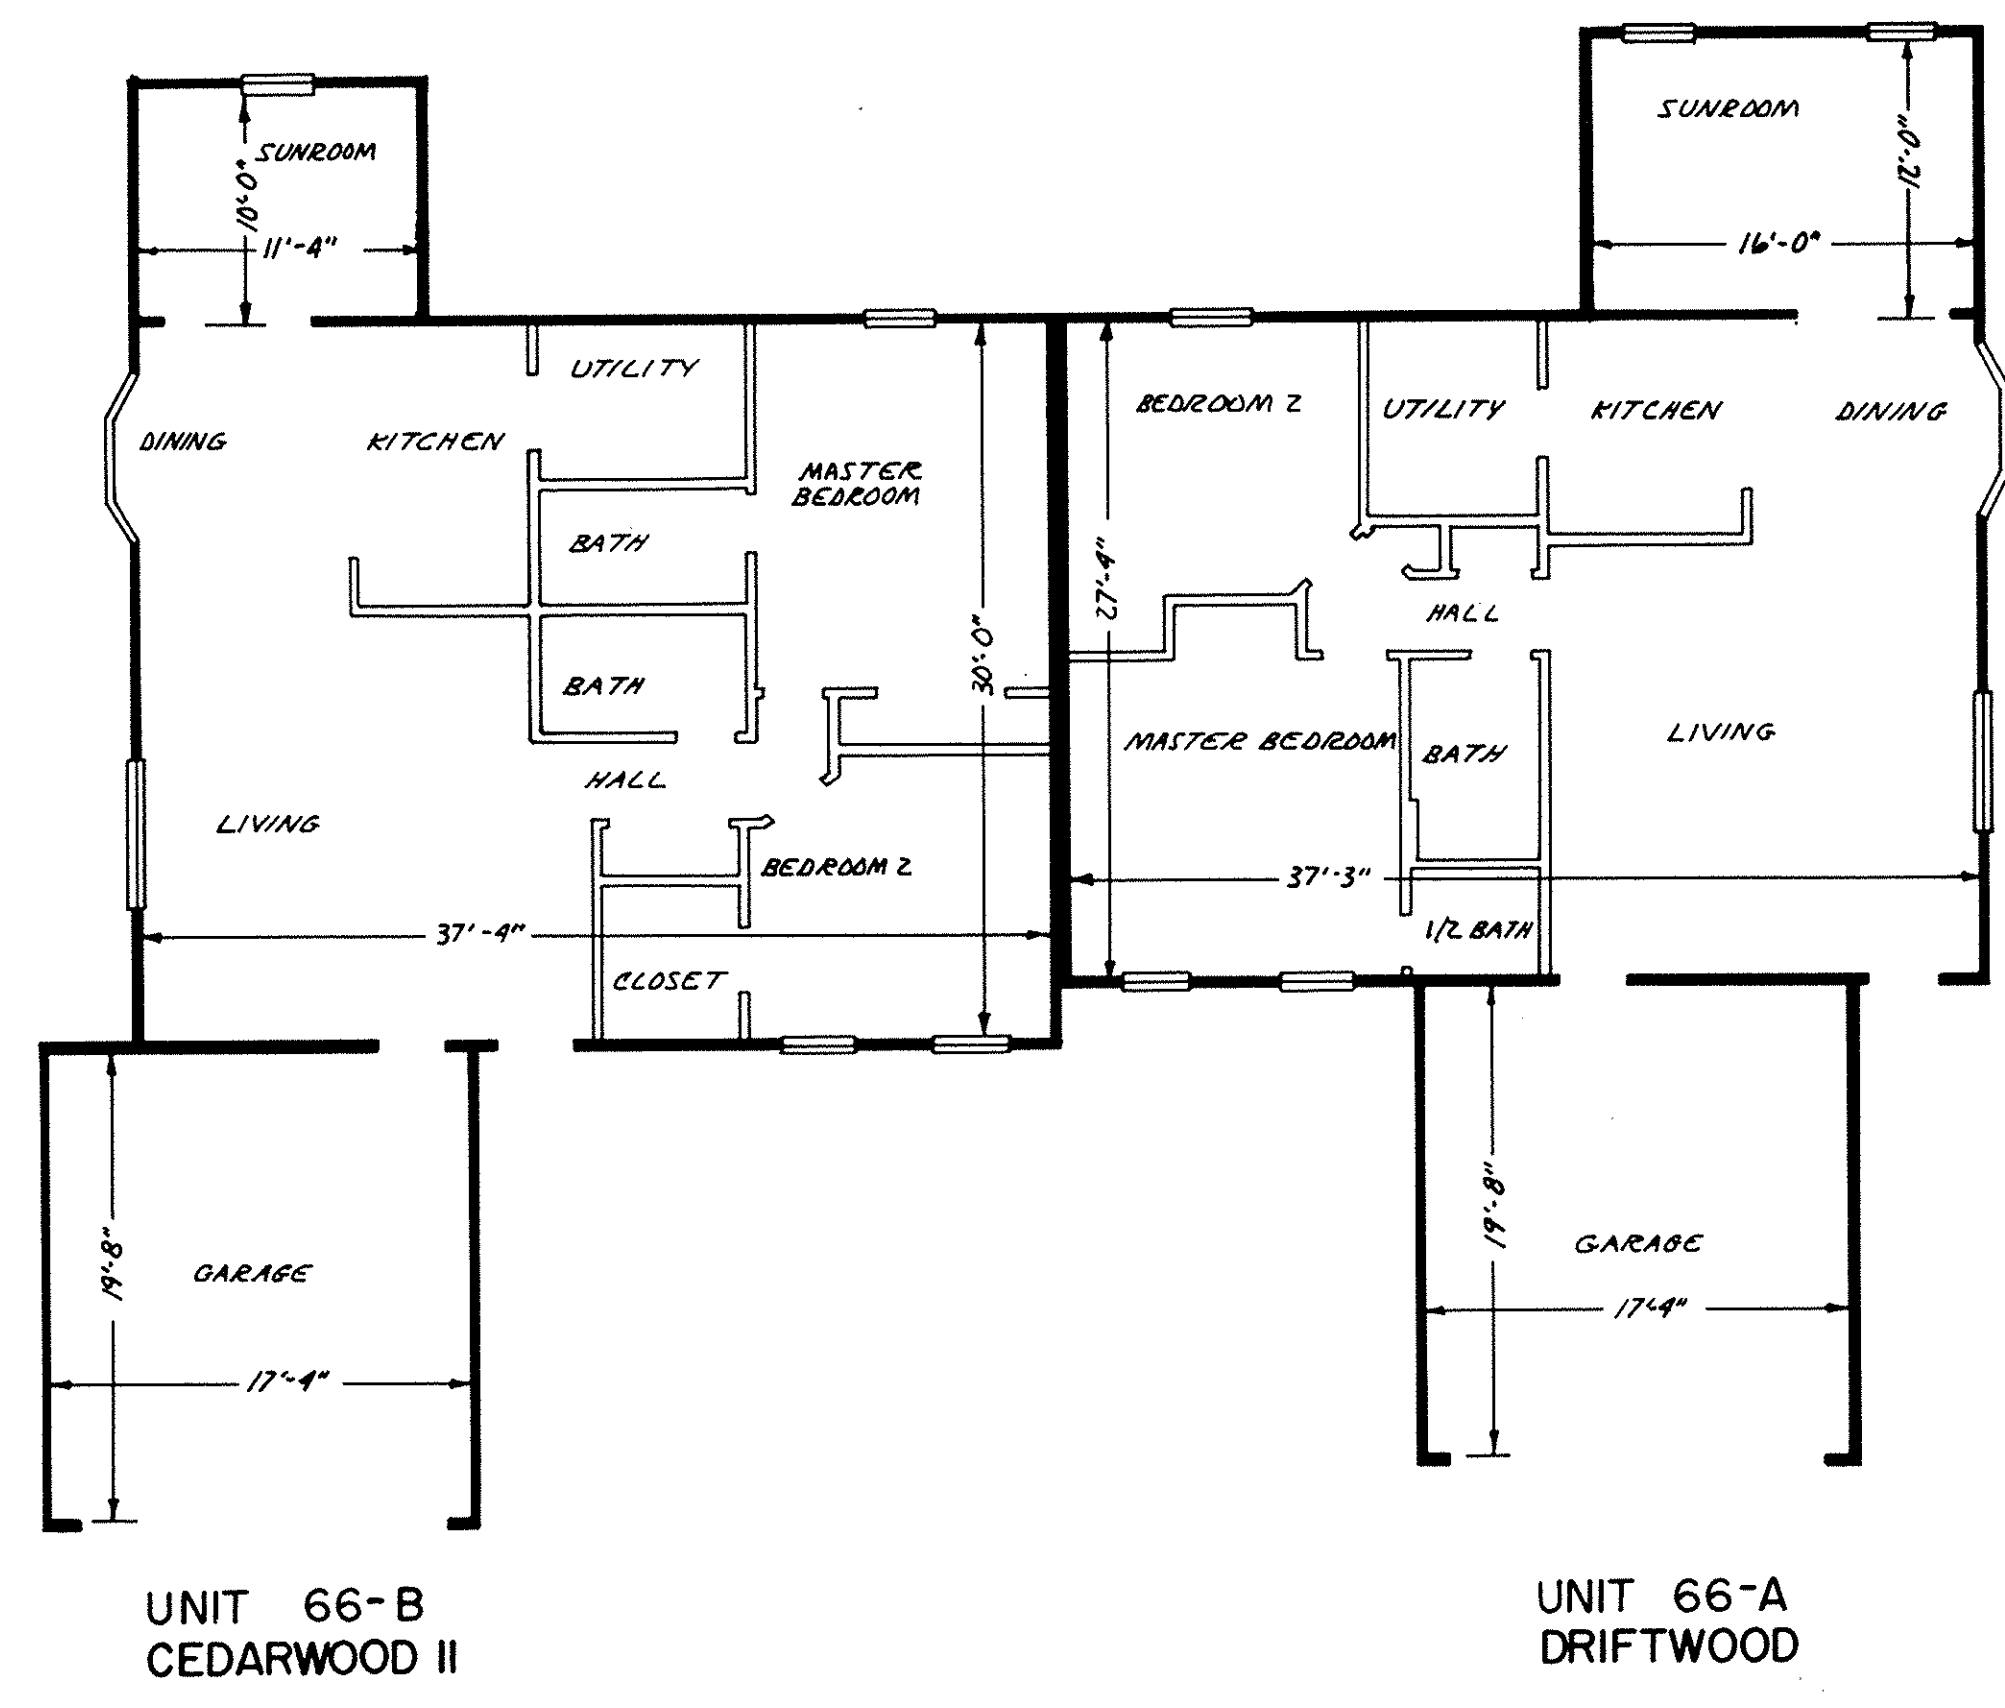 SUNROOM
10'-0"
11'-4"
UTILITY
DINING
KITCHEN
MASTER
BEDROOM
BATH
BATH
30'-0"
HALL
LIVING
BEDROOM 2
37'-4"
CLOSET
19'-8"
GARAGE
17'-4"
UNIT 66-B
CEDARWOOD II
SUNROOM
12'-0"
16'-0"
BEDROOM 2
UTILITY
KITCHEN
DINING
27'-4"
HALL
MASTER BEDROOM
BATH
LIVING
37'-3"
1/2 BATH
19'-8"
GARAGE
17'-4"
UNIT 66-A
DRIFTWOOD